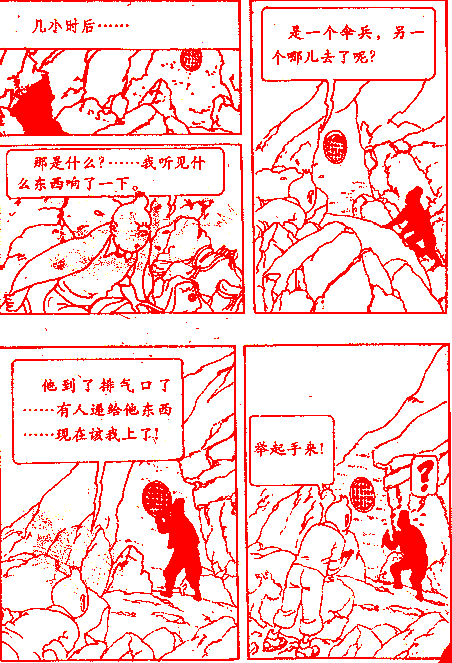 几小时后……
那是什么?……我听见什
么东西响了一下。
是一个伞兵，另一
个哪儿去了呢？
他到了排气口了
……有人递给他东西
……现在该我上了！
举起手来！
?!